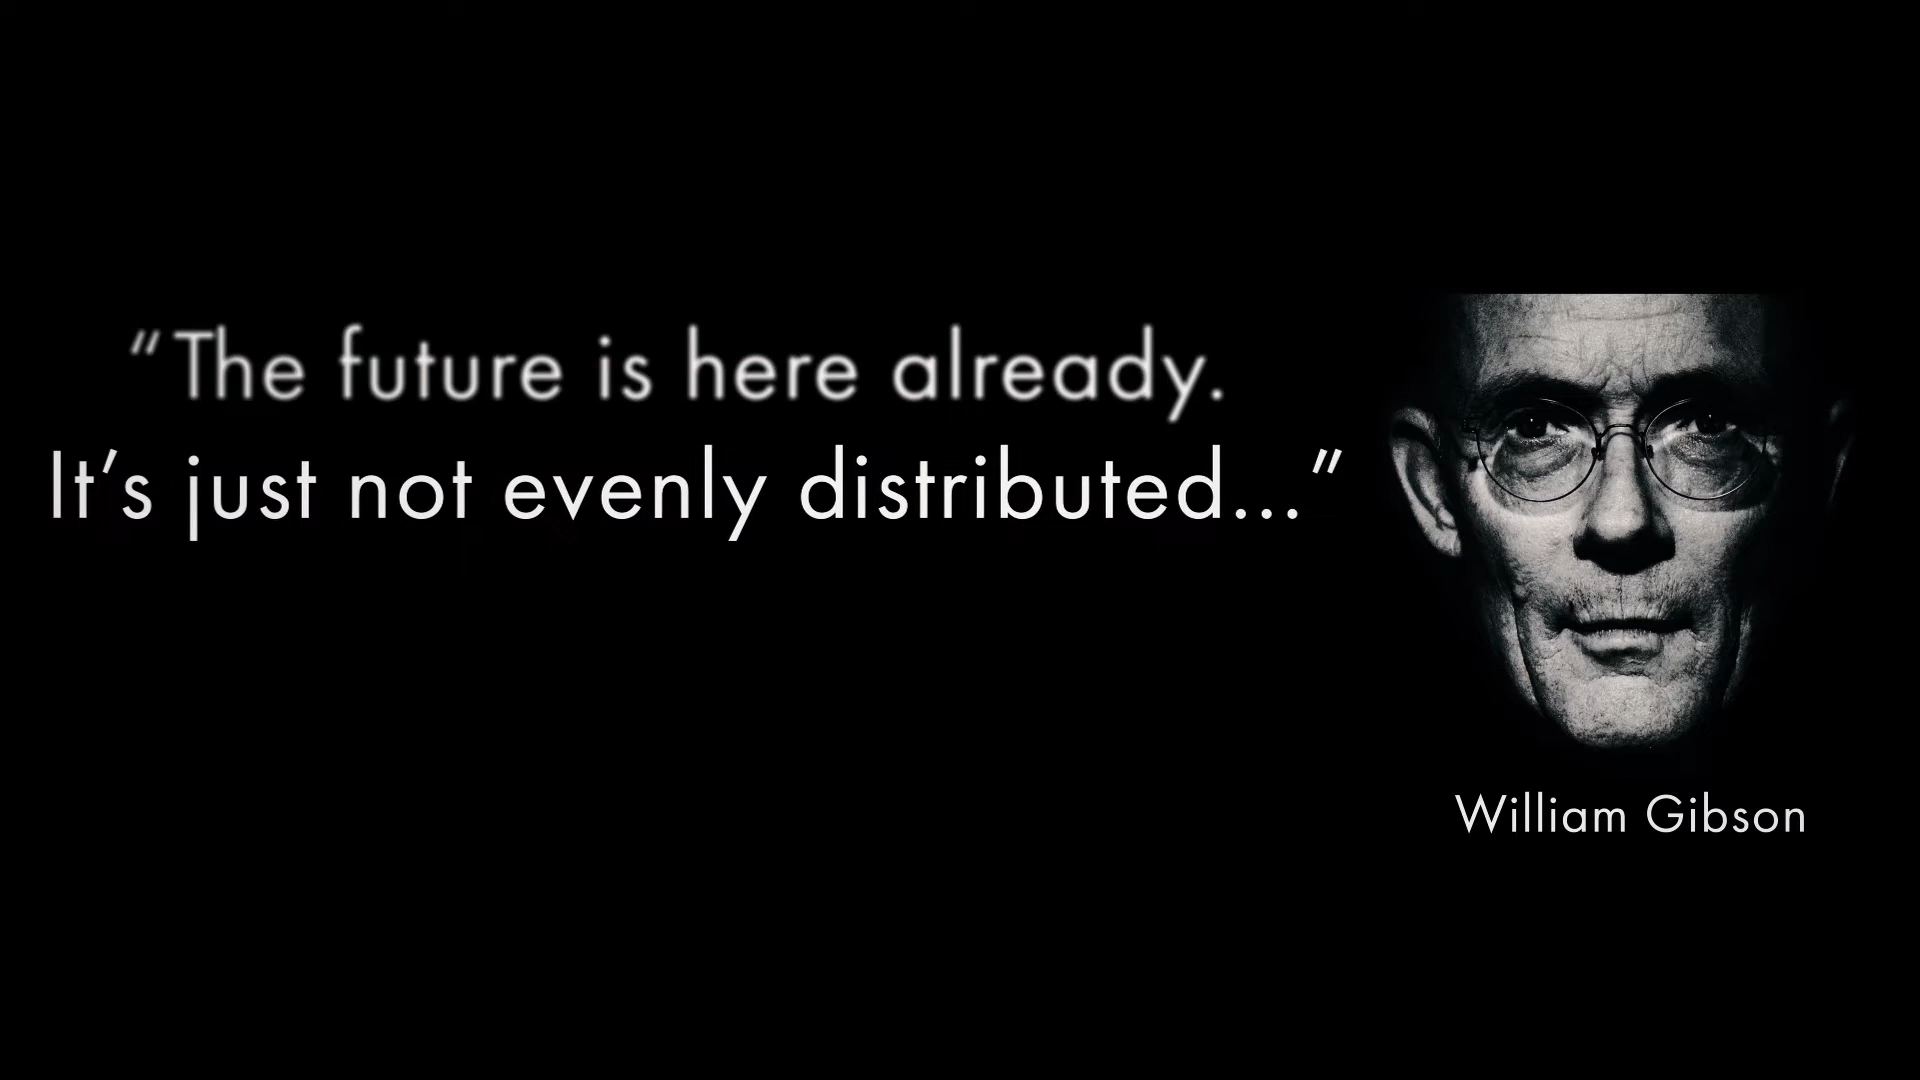 “The future is here already.
It’s just not evenly distributed...”
William Gibson